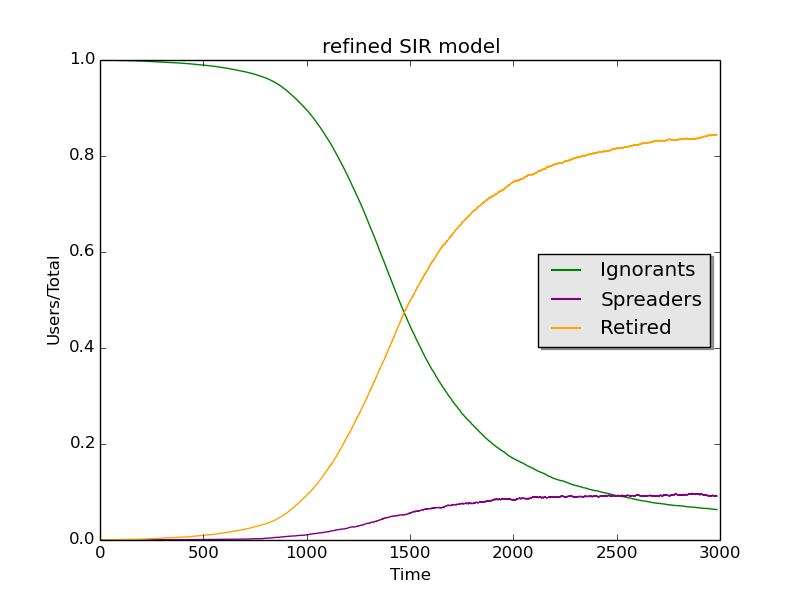 refined SIR model
1.0
0.8
0.6
0.4
0.2
0.0
Users/Total
Ignorants
Spreaders
Retired
0 500 1000 1500 2000 2500 3000
Time